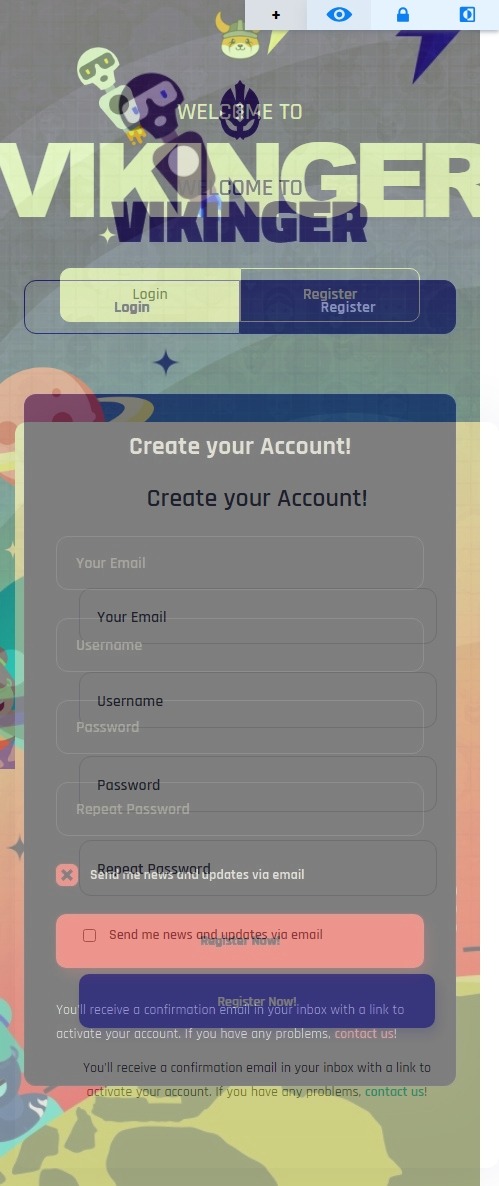 +
WELCOME TO
VIKINGER
WELCOME TO
VIKINGER
Login Register
Login Register
Create your Account!
Create your Account!
Your Email
Your Email
Username
Username
Password
Password
Repeat Password
Repeat Password
Send me news and updates via email
Send me news and updates via email
Register Now!
Register Now!
You'll receive a confirmation email in your inbox with a link to
activate your account. If you have any problems, contact us!
You'll receive a confirmation email in your inbox with a link to
activate your account. If you have any problems, contact us!